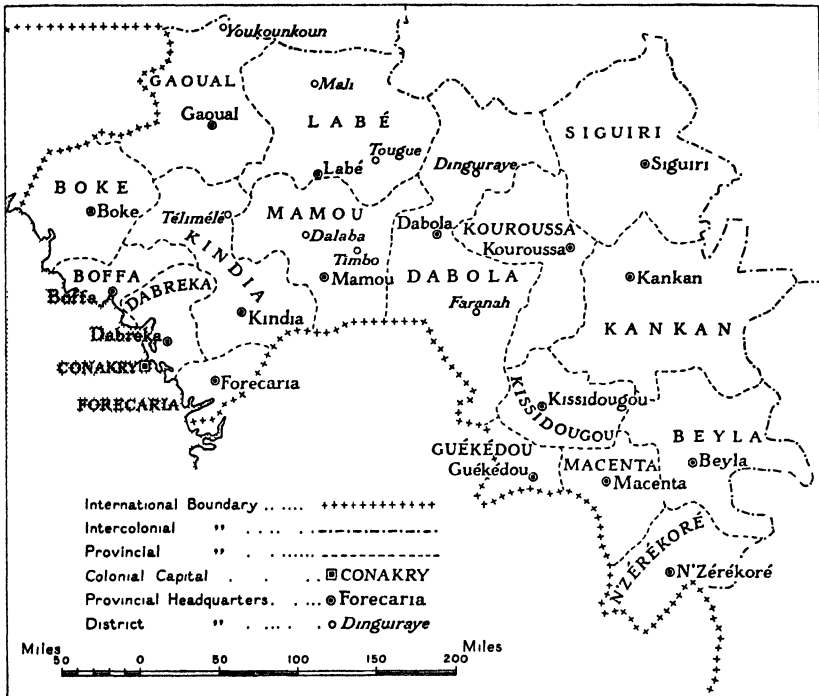 Youkounkoun
GAOUAL
Mali
Gaoual
LABÉ
SIGUIRI
Tougue
Labé
Dinguiraye
Siguiri
BOKE
Boke
Télimélé
MAMOU
Dabola
KOUROUSSA
Kouroussa
Dalaba
Timbo
KINDIA
BOFFA
Boffa
DABREKA
Mamou
DABOLA
Kankan
Faranah
Kindia
KANKAN
Dabreka
CONAKRY
Forecaria
FORECARIA
KISSIDOUGOU
Kissidougou
BEYLA
GUÉKÉDOU
Guékédou
MACENTA
Macenta
Beyla
N'ZÉRÉKORÉ
N'Zérékoré
International Boundary .. .... ++++++++++++
Intercolonial " . .. ..
Provincial " . .. ......
Colonial Capital . . . .. CONAKRY
Provincial Headquarters. . ... Forecaria
District " . ... .. . Dinguiraye
Miles Miles
50 0 50 100 150 200